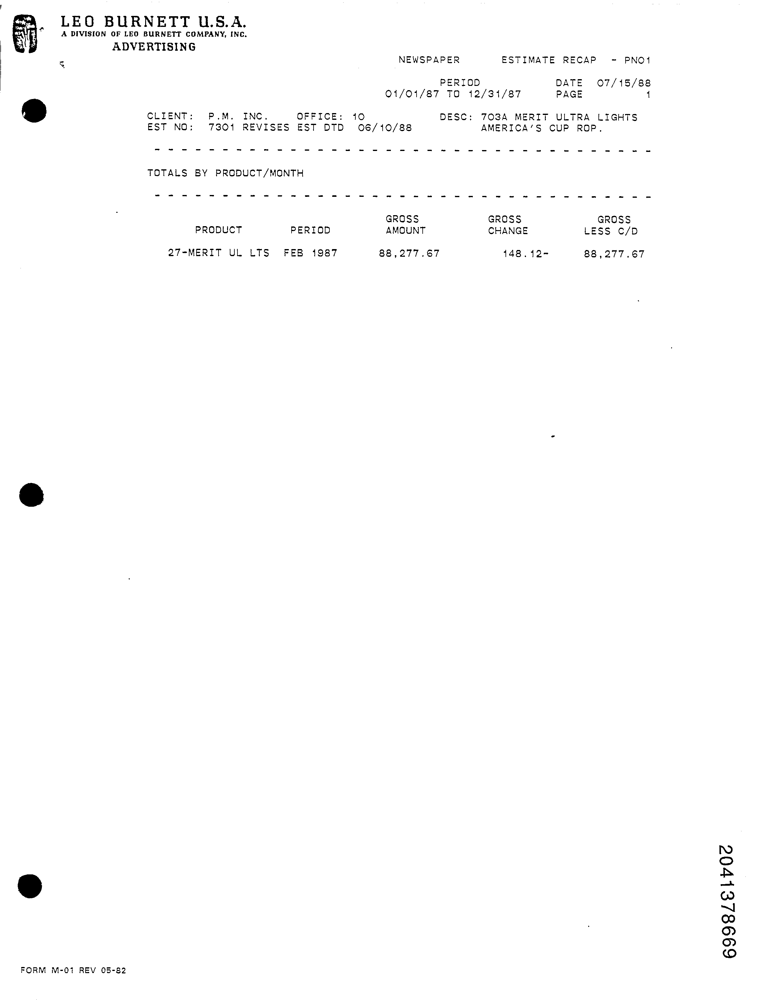 LEO BURNETT U.S.A.
A DIVISION OF LEO BURNETT COMPANY, INC.
ADVERTISING
NEWSPAPER ESTIMATE RECAP - PNO1
PERIOD DATE 07/15/88
01/01/87 TO 12/31/87 PAGE 1
CLIENT: P.M. INC. OFFICE: 10 DESC: 703A MERIT ULTRA LIGHTS
EST NO: 7301 REVISES EST DTD 06/10/88 AMERICA'S CUP ROP.
TOTALS BY PRODUCT/MONTH
GROSS GROSS GROSS
PRODUCT PERIOD AMOUNT CHANGE LESS C/D
27-MERIT UL LTS FEB 1987 88,277.67 148.12- 88,277.67
2041378669
FORM M-01 REV 05-82